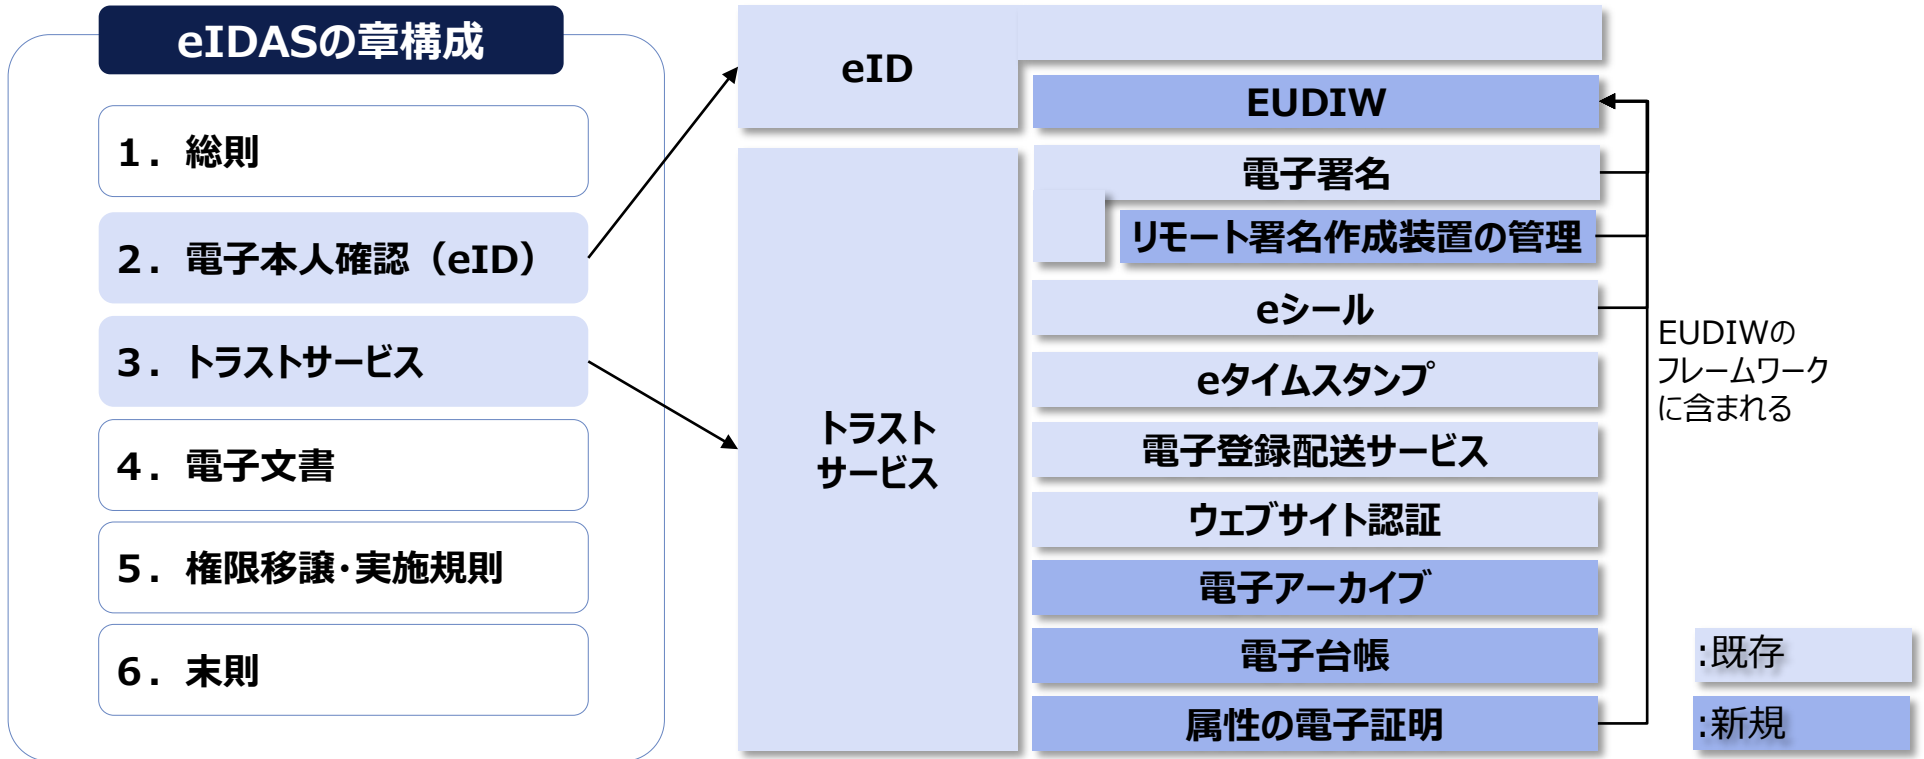 eIDASの章構成
1. 総則
2. 電子本人確認（eID）
3. トラストサービス
4. 電子文書
5. 権限移譲･実施規則
6. 末則
eID
EUDIW
トラスト
サービス
電子署名
リモート署名作成装置の管理
eシール
eタイムスタンプ
電子登録配送サービス
ウェブサイト認証
電子アーカイブ
電子台帳
属性の電子証明
EUDIWの
フレームワーク
に含まれる
:既存
:新規